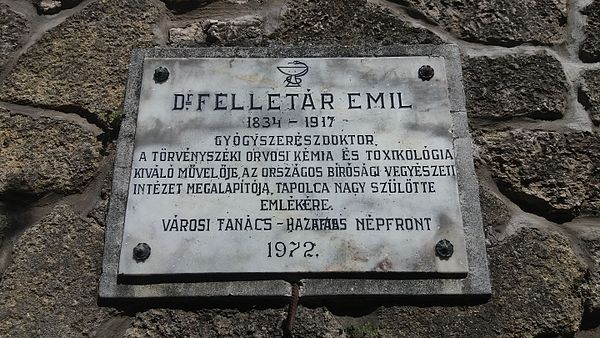 Dr. FELLETÁR EMIL
1834 - 1917
GYÓGYSZERÉSZDOKTOR,
A TÖRVÉNYSZÉKI ORVOSI KÉMIA ÉS TOXIKOLÓGIA
KIVÁLÓ MŰVELŐJE, AZ ORSZÁGOS BÍRÓSÁGI VEGYÉSZETI
INTÉZET MEGALAPÍTÓJA, TAPOLCA NAGY SZÜLÖTTE
EMLÉKÉRE.
VÁROSI TANÁCS - HAZAFIAS NÉPFRONT
1972.